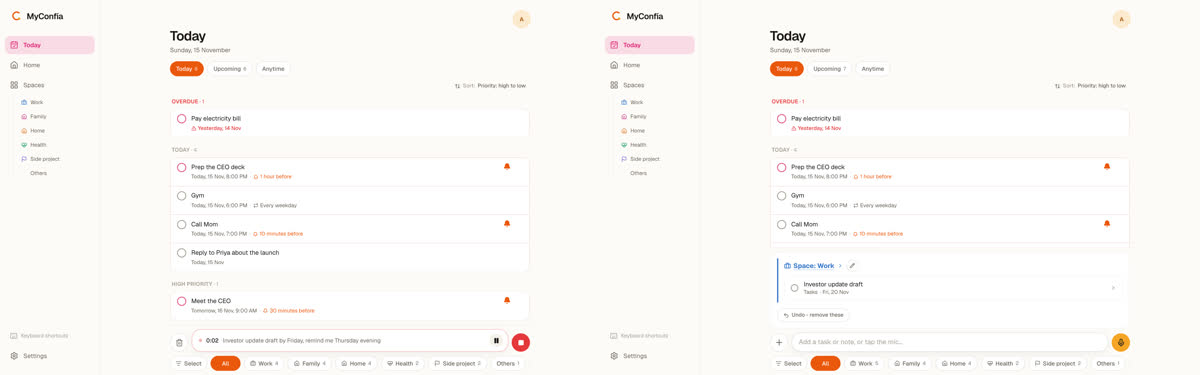 MyConfía
A
Today
Today
Sunday, 15 November
Home
Today 6
Upcoming 6
Anytime
Spaces
Sort: Priority: high to low
Work
OVERDUE · 1
Family
Pay electricity bill
Yesterday, 14 Nov
Home
Health
TODAY · 4
Side project
Prep the CEO deck
Today, 15 Nov, 8:00 PM · 1 hour before
Others
Gym
Today, 15 Nov, 6:00 PM · Every weekday
Call Mom
Today, 15 Nov, 7:00 PM · 10 minutes before
Reply to Priya about the launch
Today, 15 Nov
HIGH PRIORITY · 1
Meet the CEO
Tomorrow, 16 Nov, 9:00 AM · 30 minutes before
Keyboard shortcuts
0:02 Investor update draft by Friday, remind me Thursday evening
Settings
Select
All
Work 4
Family 4
Home 4
Health 2
Side project 2
Others 1
MyConfía
A
Today
Today
Sunday, 15 November
Home
Today 6
Upcoming 7
Anytime
Spaces
Sort: Priority: high to low
Work
OVERDUE · 1
Family
Pay electricity bill
Yesterday, 14 Nov
Home
Health
TODAY · 4
Side project
Prep the CEO deck
Today, 15 Nov, 8:00 PM · 1 hour before
Others
Gym
Today, 15 Nov, 6:00 PM · Every weekday
Call Mom
Today, 15 Nov, 7:00 PM · 10 minutes before
Space: Work
Investor update draft
Tasks · Fri, 20 Nov
Undo - remove these
Keyboard shortcuts
Add a task or note, or tap the mic...
Settings
Select
All
Work 5
Family 4
Home 4
Health 2
Side project 2
Others 1